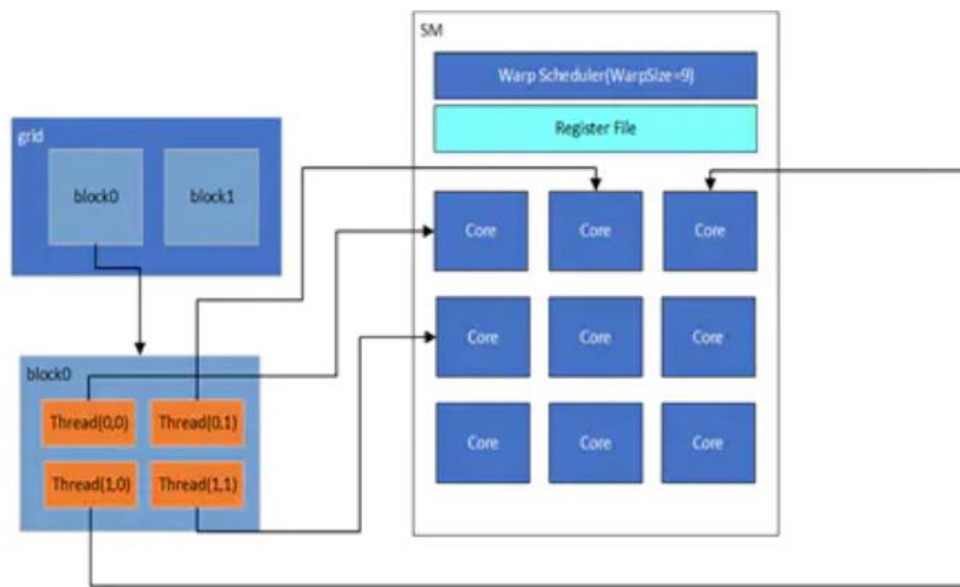 SM
Warp Scheduler(WarpSize=9)
Register File
grid
block0
block1
Core
Core
Core
Core
Core
Core
Core
Core
Core
block0
Thread(0,0)
Thread(0,1)
Thread(1,0)
Thread(1,1)